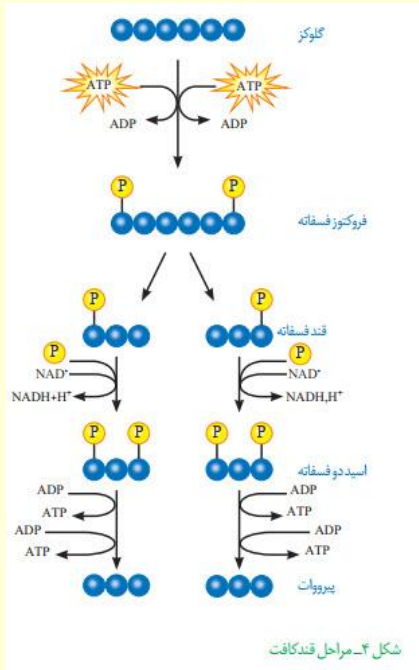 گلوکز
ATP ATP
ADP ADP
P P
فروکتوز فسفاته
P P
قند فسفاته
P P
NAD⁺ NAD⁺
NADH+H⁺ NADH,H⁺
P P P P
اسید دو فسفاته
ADP ADP
ATP ATP
ADP ADP
ATP ATP
پیرووات
شکل ۴ـ مراحل قندکافت